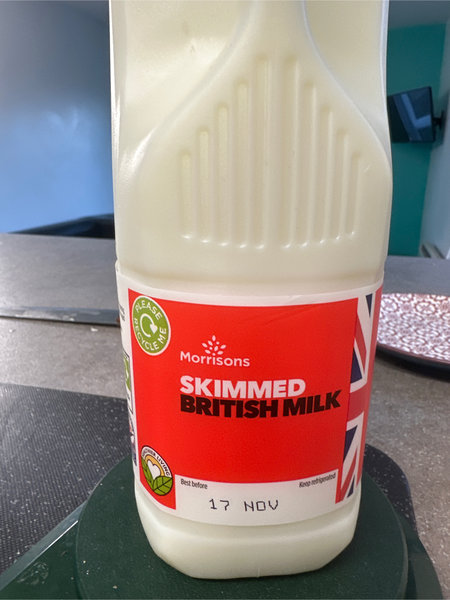 PLEASE
RECYCLE ME
Morrisons
SKIMMED
BRITISH MILK
Best before
Keep refrigerated
17 NOV